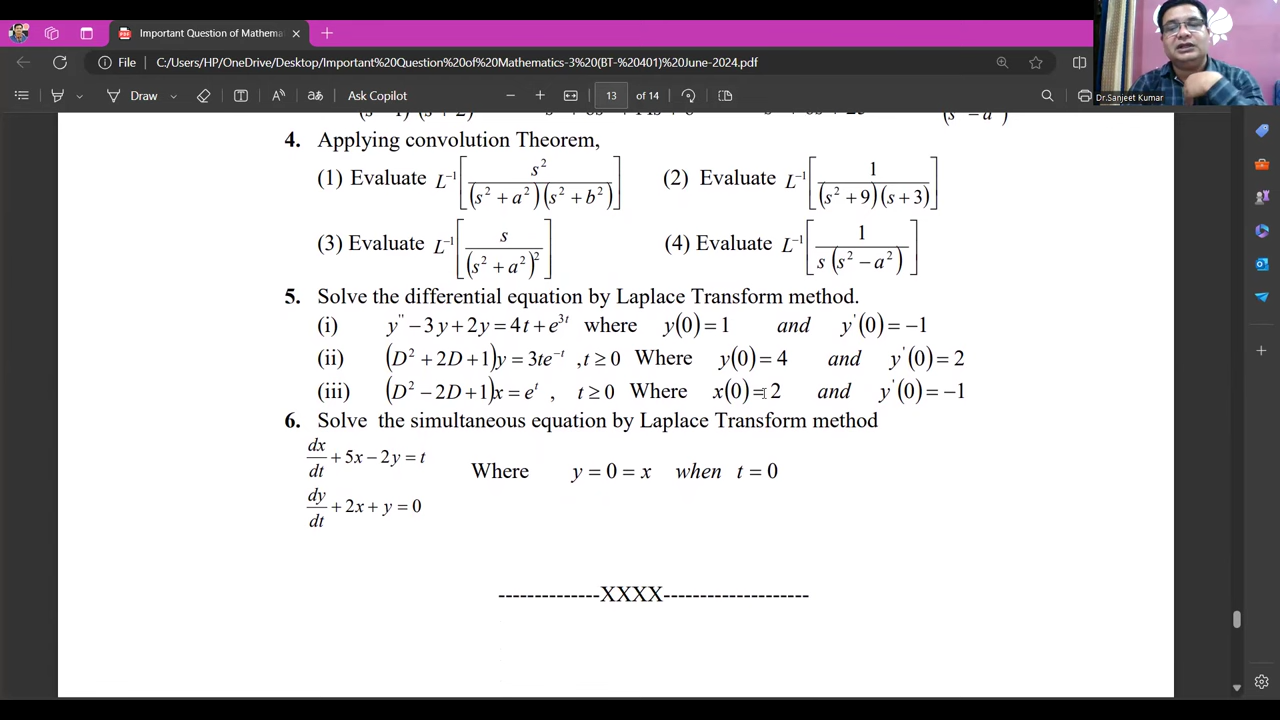 Important Question of Mathema
File C:/Users/HP/OneDrive/Desktop/Important%20Question%20of%20Mathematics-3%20(BT-%20401)%20June-2024.pdf
Draw aあ Ask Copilot 13 of 14
Dr.Sanjeet Kumar
4. Applying convolution Theorem,
(1) Evaluate L⁻¹[s²/((s²+a²)(s²+b²))] (2) Evaluate L⁻¹[1/((s²+9)(s+3))]
(3) Evaluate L⁻¹[s/(s²+a²)²] (4) Evaluate L⁻¹[1/(s(s²−a²))]
5. Solve the differential equation by Laplace Transform method.
(i) y" −3y+2y = 4t+e³ᵗ where y(0)=1 and y'(0)=−1
(ii) (D²+2D+1)y = 3te⁻ᵗ ,t ≥ 0 Where y(0)=4 and y'(0)=2
(iii) (D²−2D+1)x = eᵗ , t ≥ 0 Where x(0)=2 and y'(0)=−1
6. Solve the simultaneous equation by Laplace Transform method
dx/dt +5x−2y = t Where y = 0 = x when t = 0
dy/dt +2x+y = 0
--------------XXXX--------------------